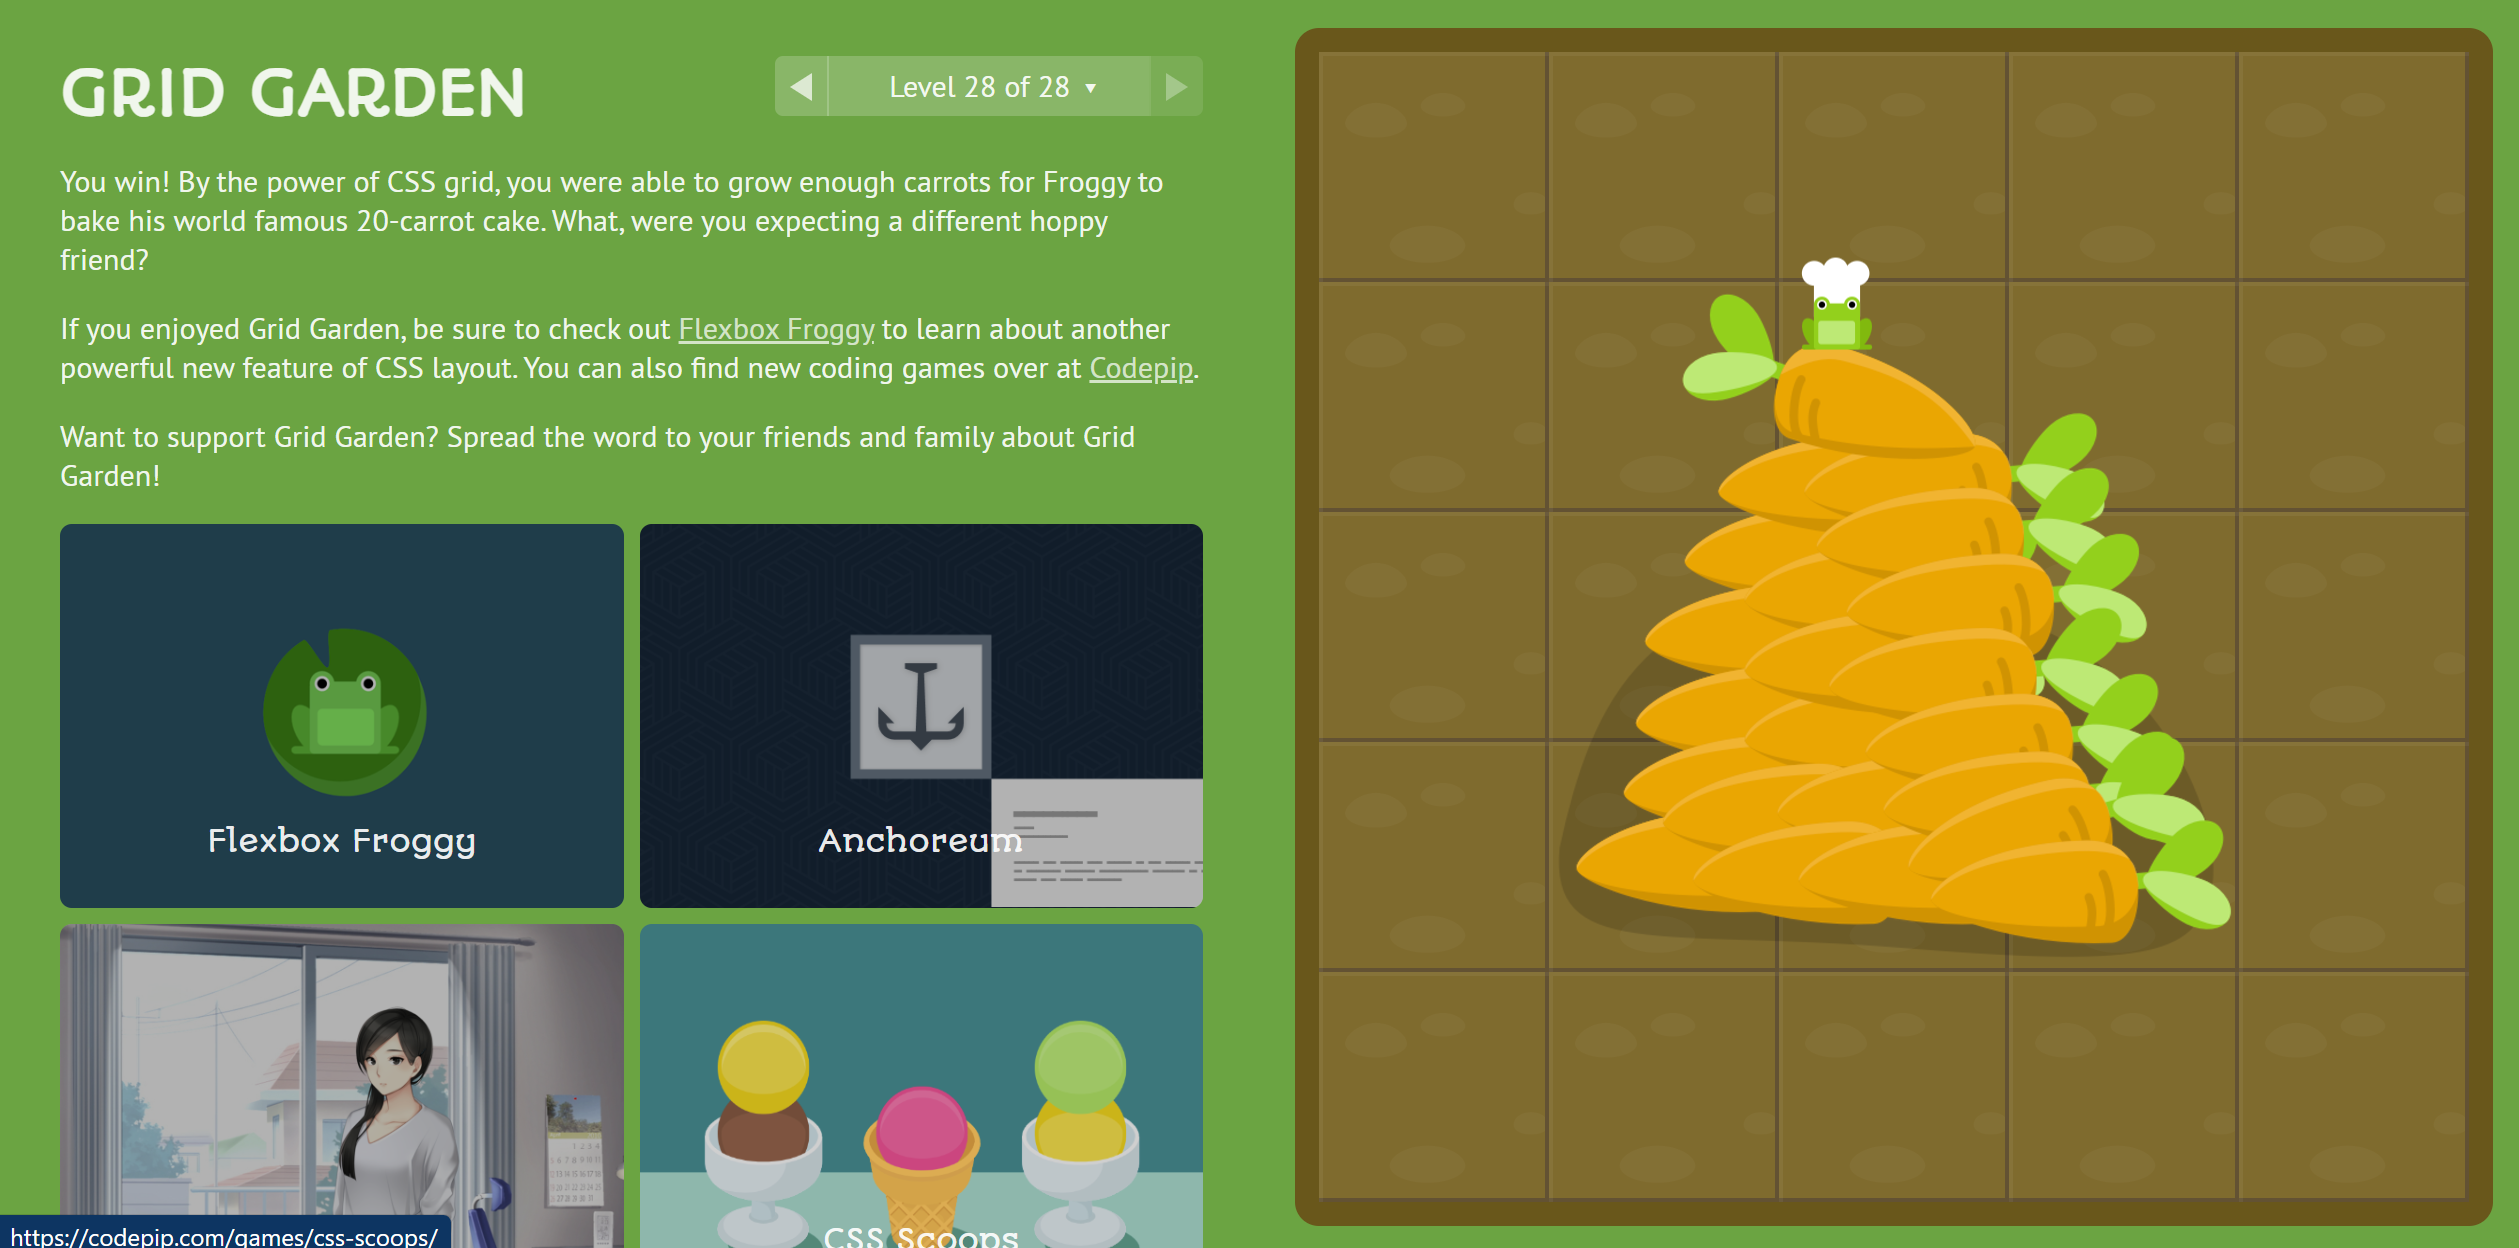 GRID GARDEN
Level 28 of 28 ▼
You win! By the power of CSS grid, you were able to grow enough carrots for Froggy to
bake his world famous 20-carrot cake. What, were you expecting a different hoppy
friend?
If you enjoyed Grid Garden, be sure to check out Flexbox Froggy to learn about another
powerful new feature of CSS layout. You can also find new coding games over at Codepip.
Want to support Grid Garden? Spread the word to your friends and family about Grid
Garden!
Flexbox Froggy
Anchoreum
CSS Scoops
https://codepip.com/games/css-scoops/